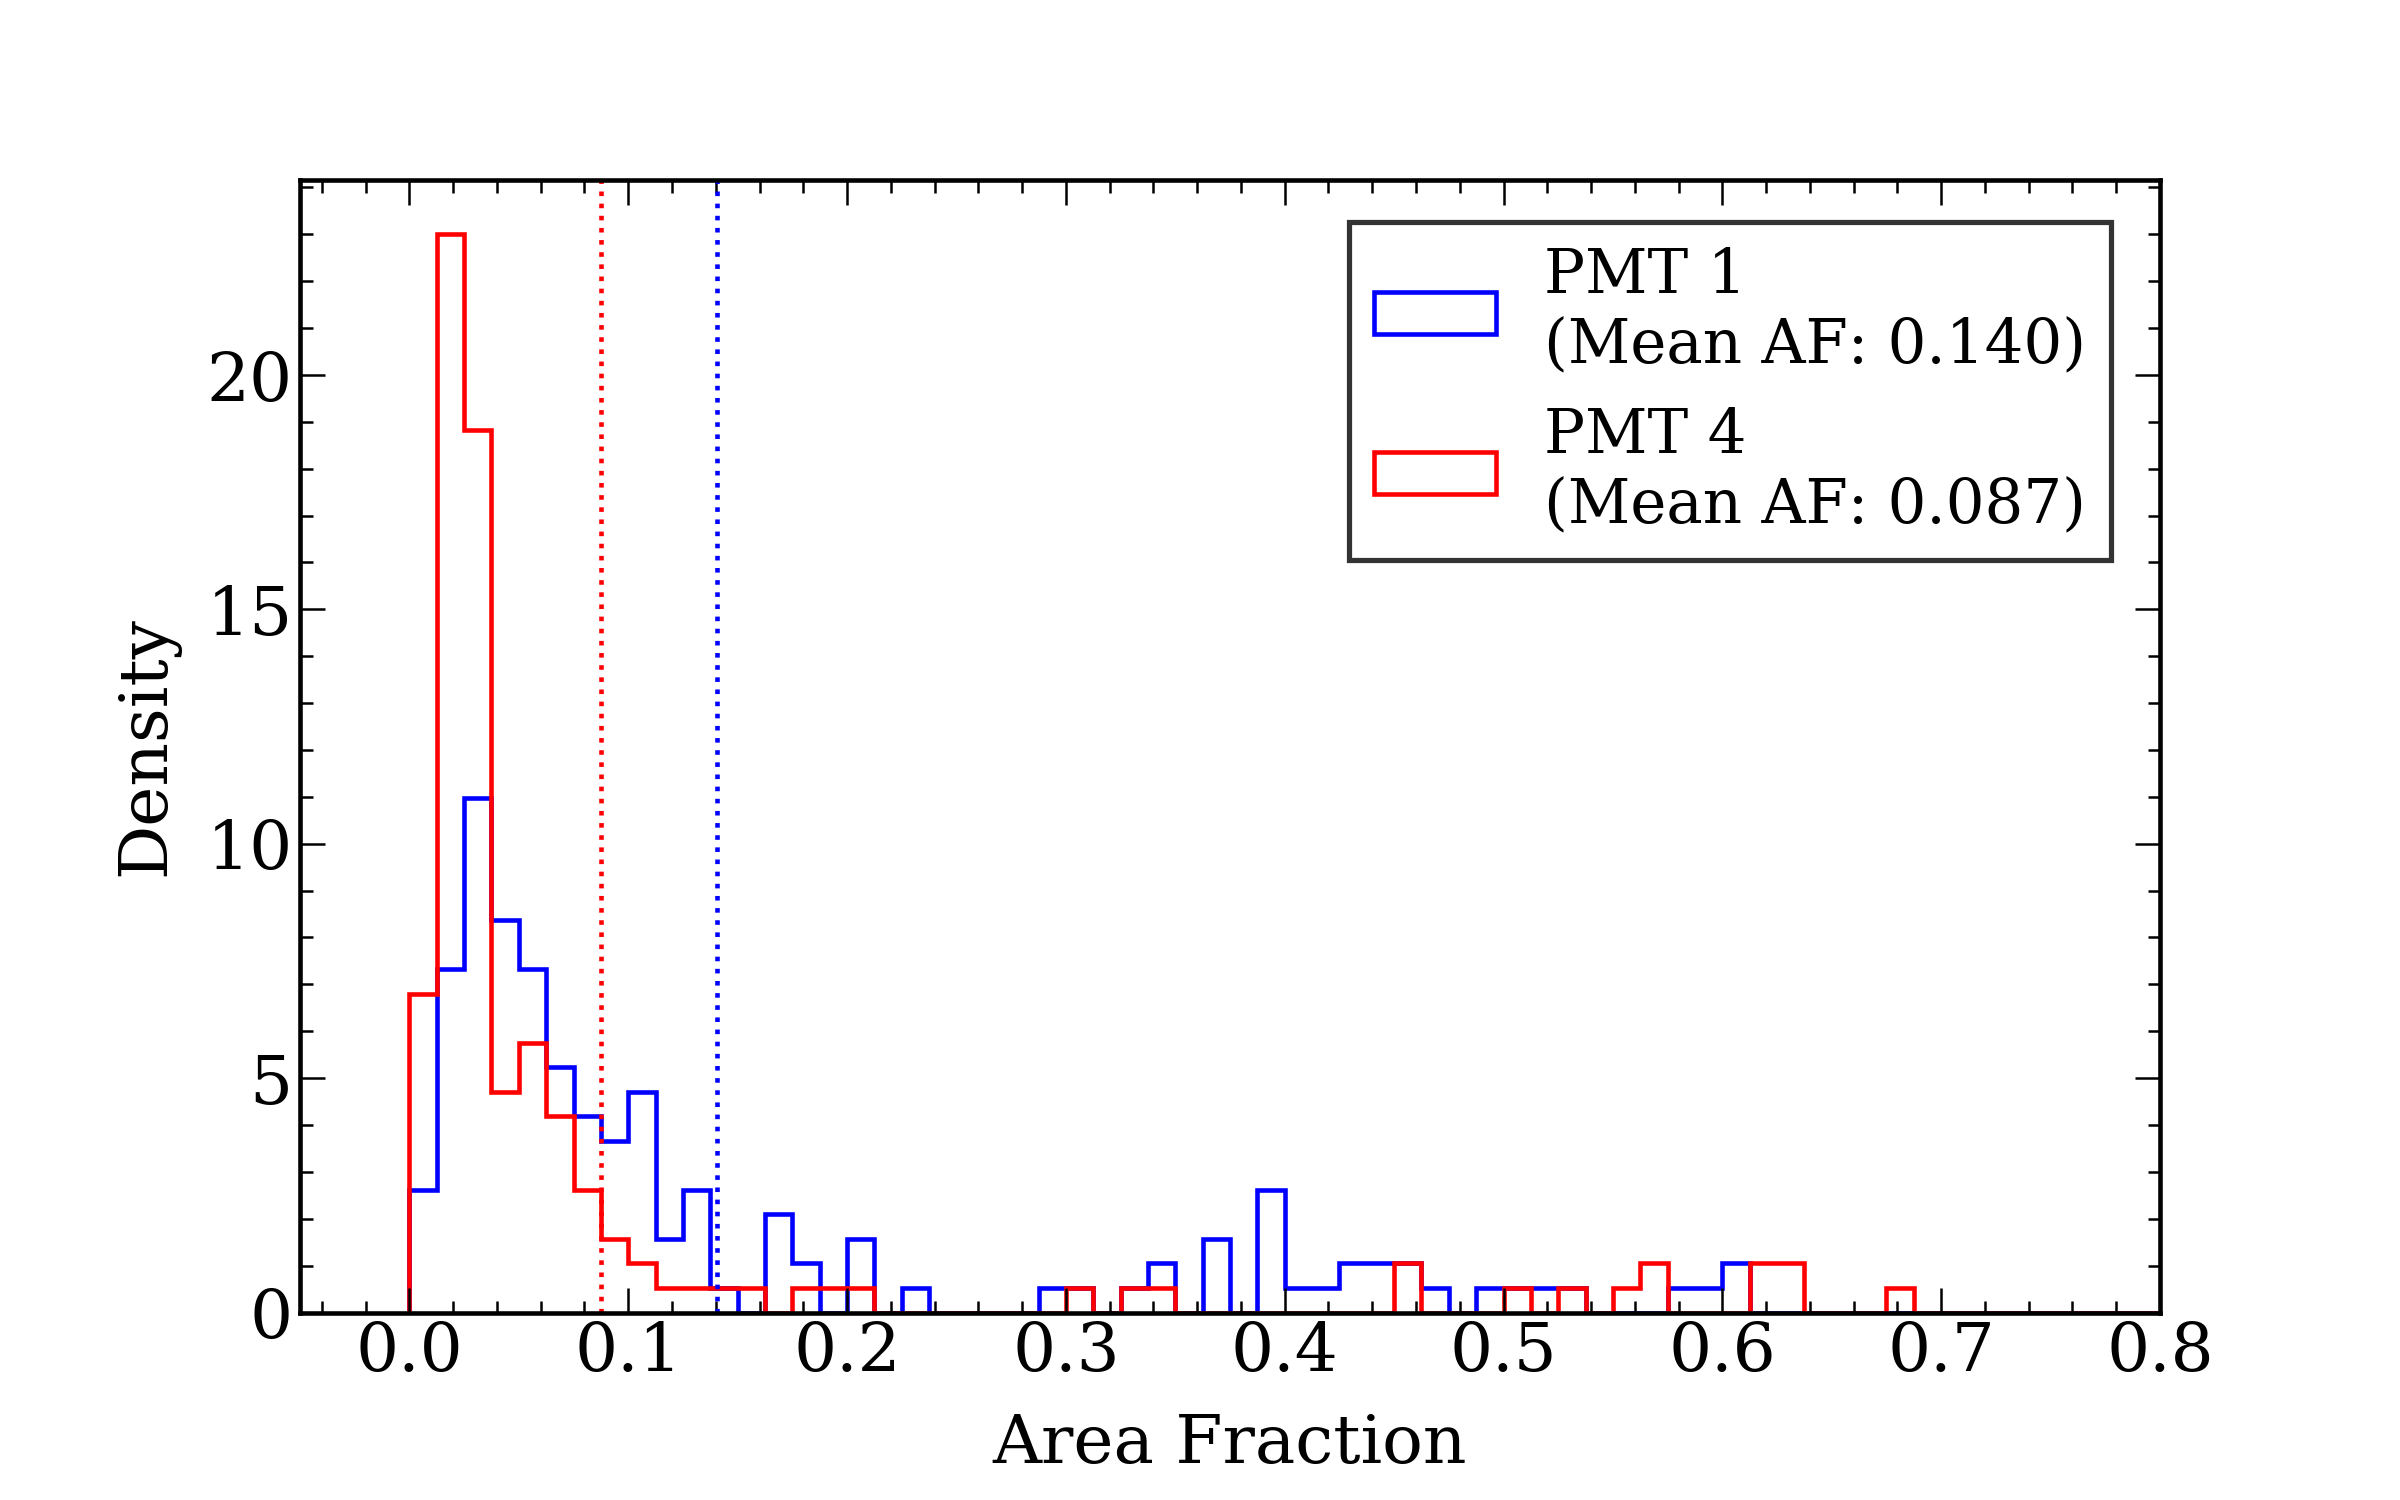 PMT 1
(Mean AF: 0.140)
PMT 4
(Mean AF: 0.087)
20
15
10
5
0
Density
0.0 0.1 0.2 0.3 0.4 0.5 0.6 0.7 0.8
Area Fraction